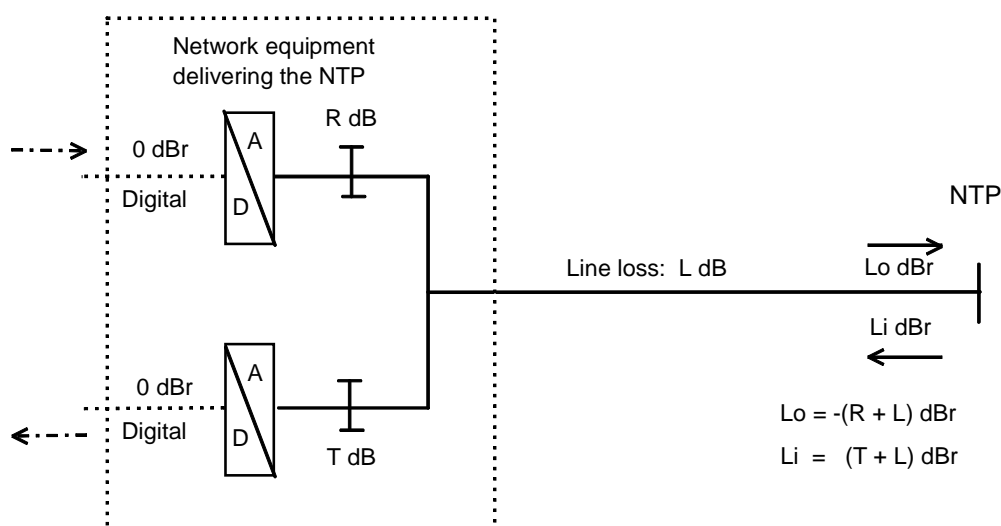 Network equipment
delivering the NTP
R dB
0 dBr
A
D
Digital
NTP
Line loss: L dB
Lo dBr
Li dBr
0 dBr
A
D
Digital
T dB
Lo = -(R + L) dBr
Li = (T + L) dBr